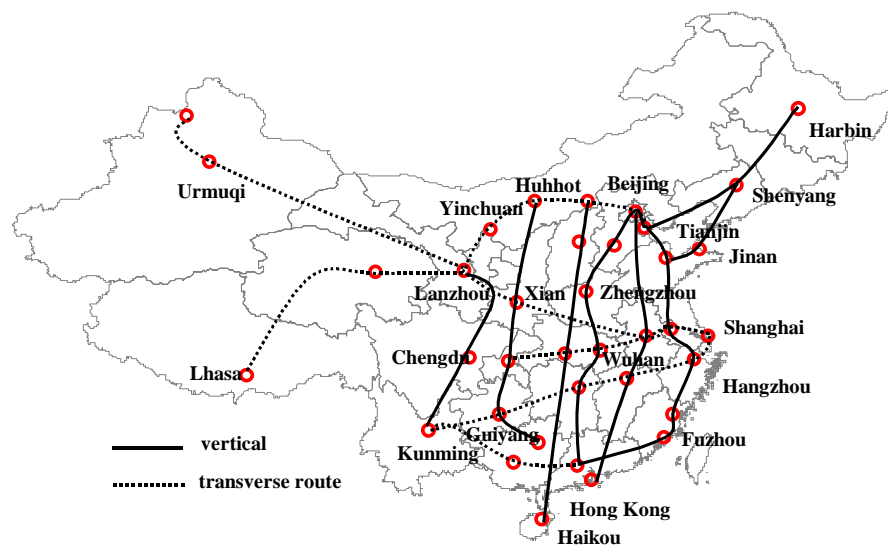 Harbin
Huhhot
Beijing
Urmuqi
Shenyang
Yinchuan
Tianjin
Jinan
Lanzhou
Xian
Zhengzhou
Shanghai
Chengdu
Wuhan
Lhasa
Hangzhou
Guiyang
Fuzhou
vertical
Kunming
transverse route
Hong Kong
Haikou